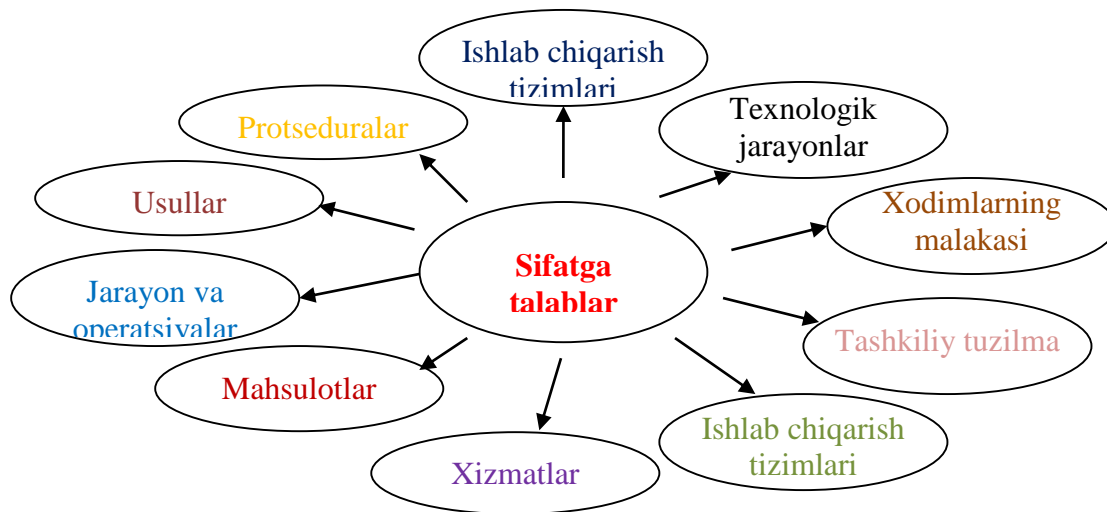 Ishlab chiqarish
tizimlari
Texnologik
jarayonlar
Protseduralar
Usullar
Xodimlarning
malakasi
Sifatga
talablar
Jarayon va
operatsiyalar
Tashkiliy tuzilma
Mahsulotlar
Ishlab chiqarish
tizimlari
Xizmatlar